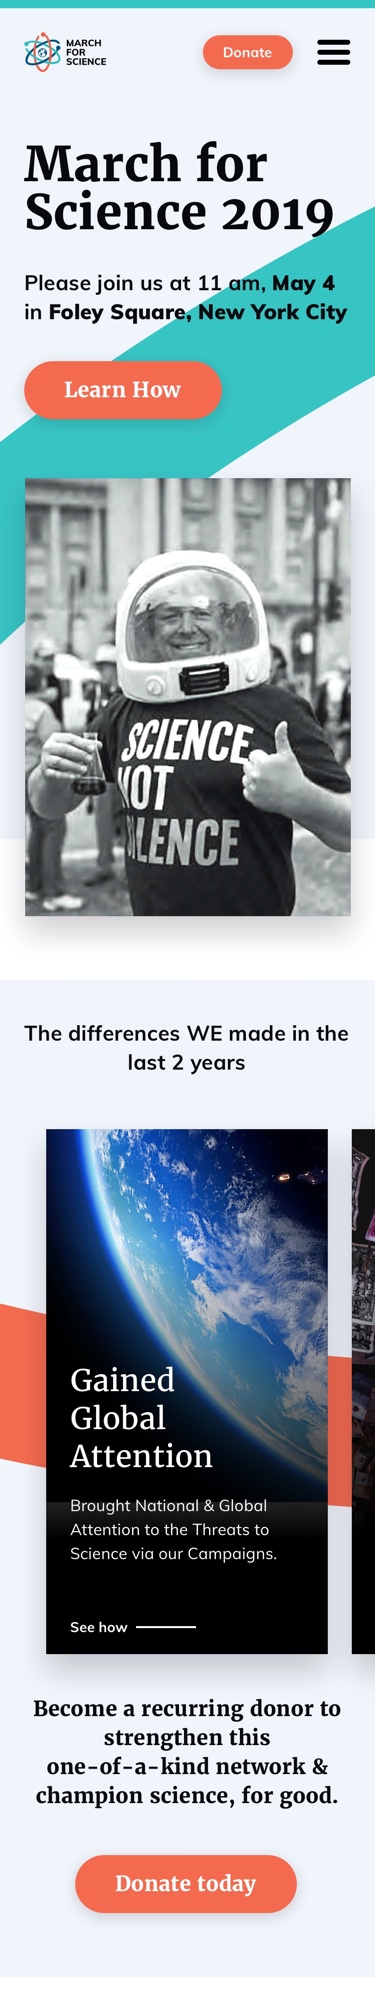 MARCH
FOR
SCIENCE
Donate
March for
Science 2019
Please join us at 11 am, May 4
in Foley Square, New York City
Learn How
SCIENCE
NOT
SILENCE
The differences WE made in the
last 2 years
Gained
Global
Attention
Brought National & Global
Attention to the Threats to
Science via our Campaigns.
See how
Become a recurring donor to
strengthen this
one-of-a-kind network &
champion science, for good.
Donate today